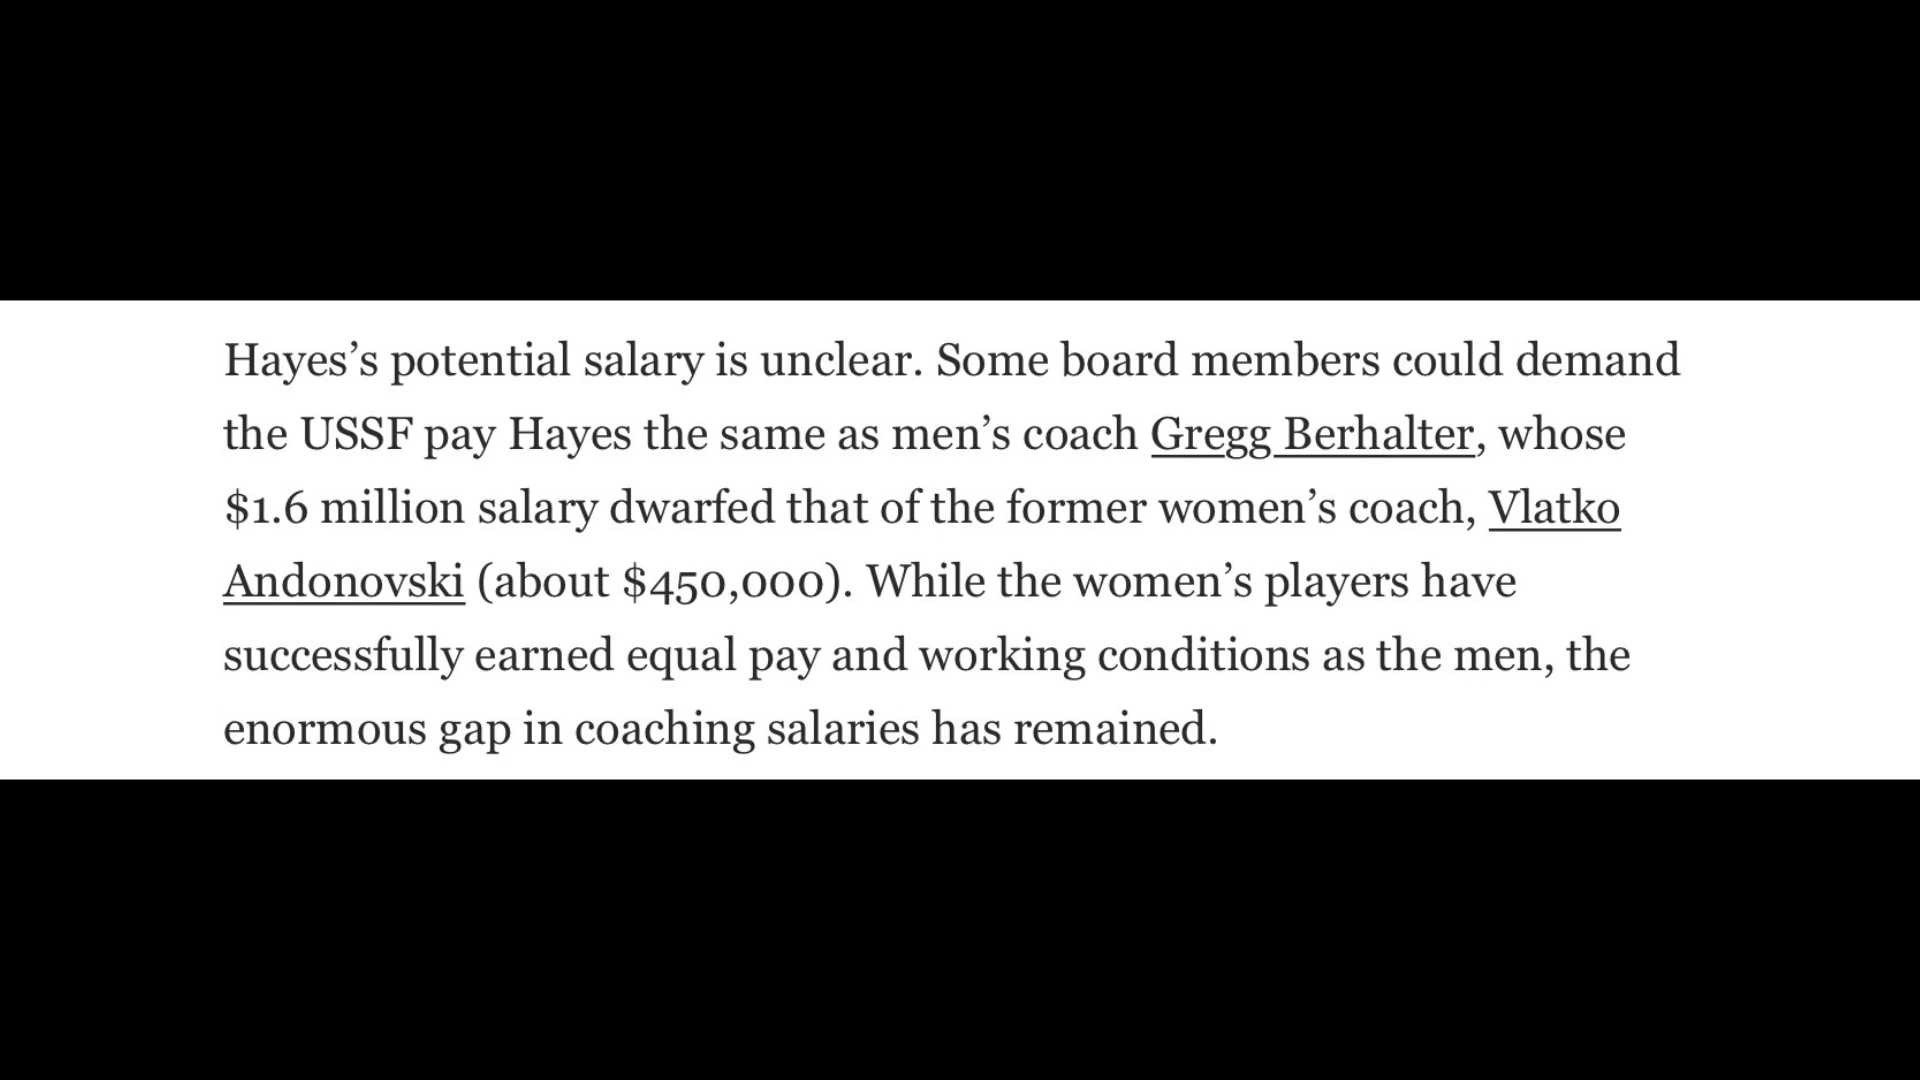 Hayes’s potential salary is unclear. Some board members could demand
the USSF pay Hayes the same as men’s coach Gregg Berhalter, whose
$1.6 million salary dwarfed that of the former women’s coach, Vlatko
Andonovski (about $450,000). While the women’s players have
successfully earned equal pay and working conditions as the men, the
enormous gap in coaching salaries has remained.